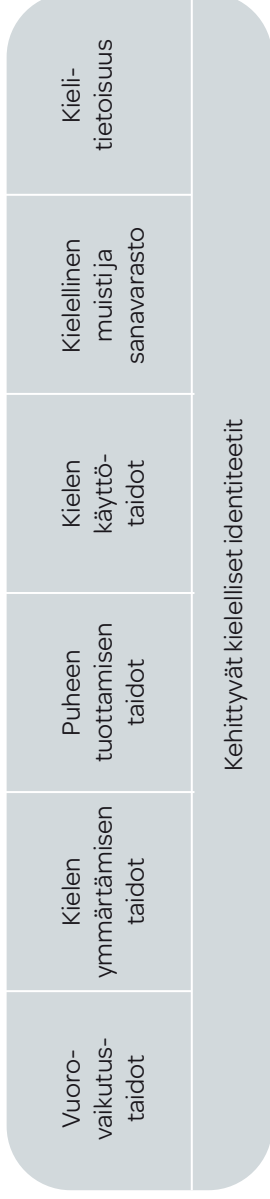 Vuoro-
vaikutus-
taidot
Kielen
ymmärtämisen
taidot
Puheen
tuottamisen
taidot
Kielen
käyttö-
taidot
Kielellinen
muisti ja
sanavarasto
Kieli-
tietoisuus
Kehittyvät kielelliset identiteetit